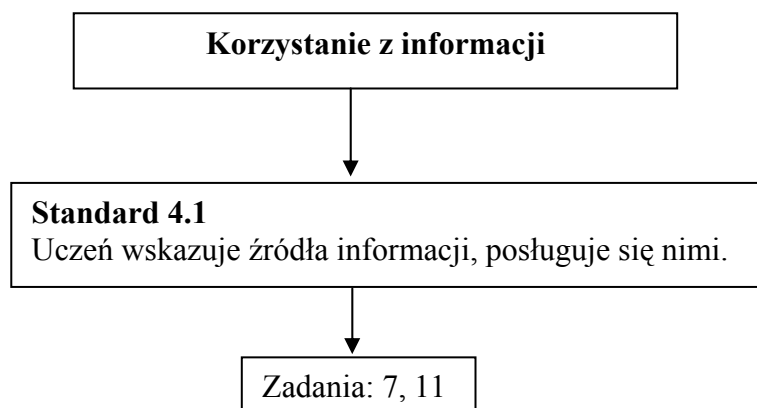 Korzystanie z informacji
Standard 4.1
Uczeń wskazuje źródła informacji, posługuje się nimi.
Zadania: 7, 11